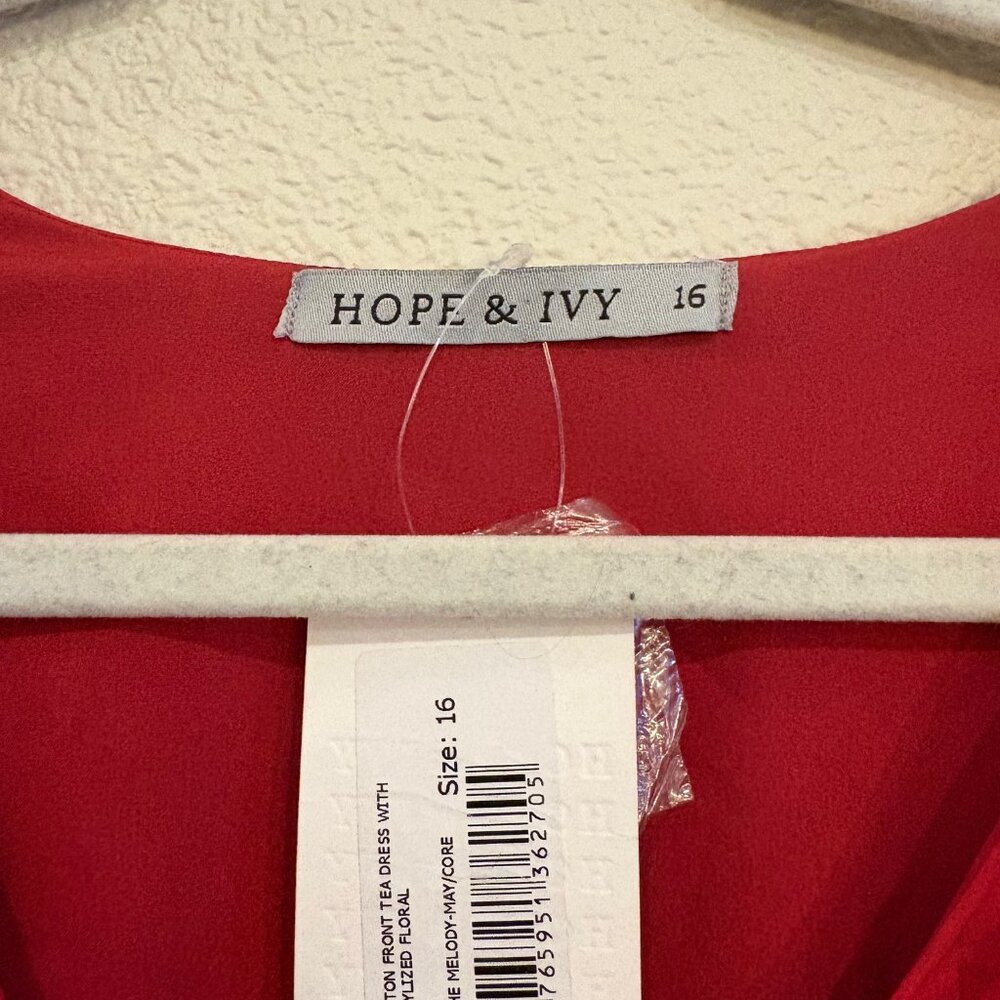 HOPE & IVY 16
TON FRONT TEA DRESS WITH
YLIZED FLORAL
HE MELODY-MAY/CORE
Size: 16
765951362705